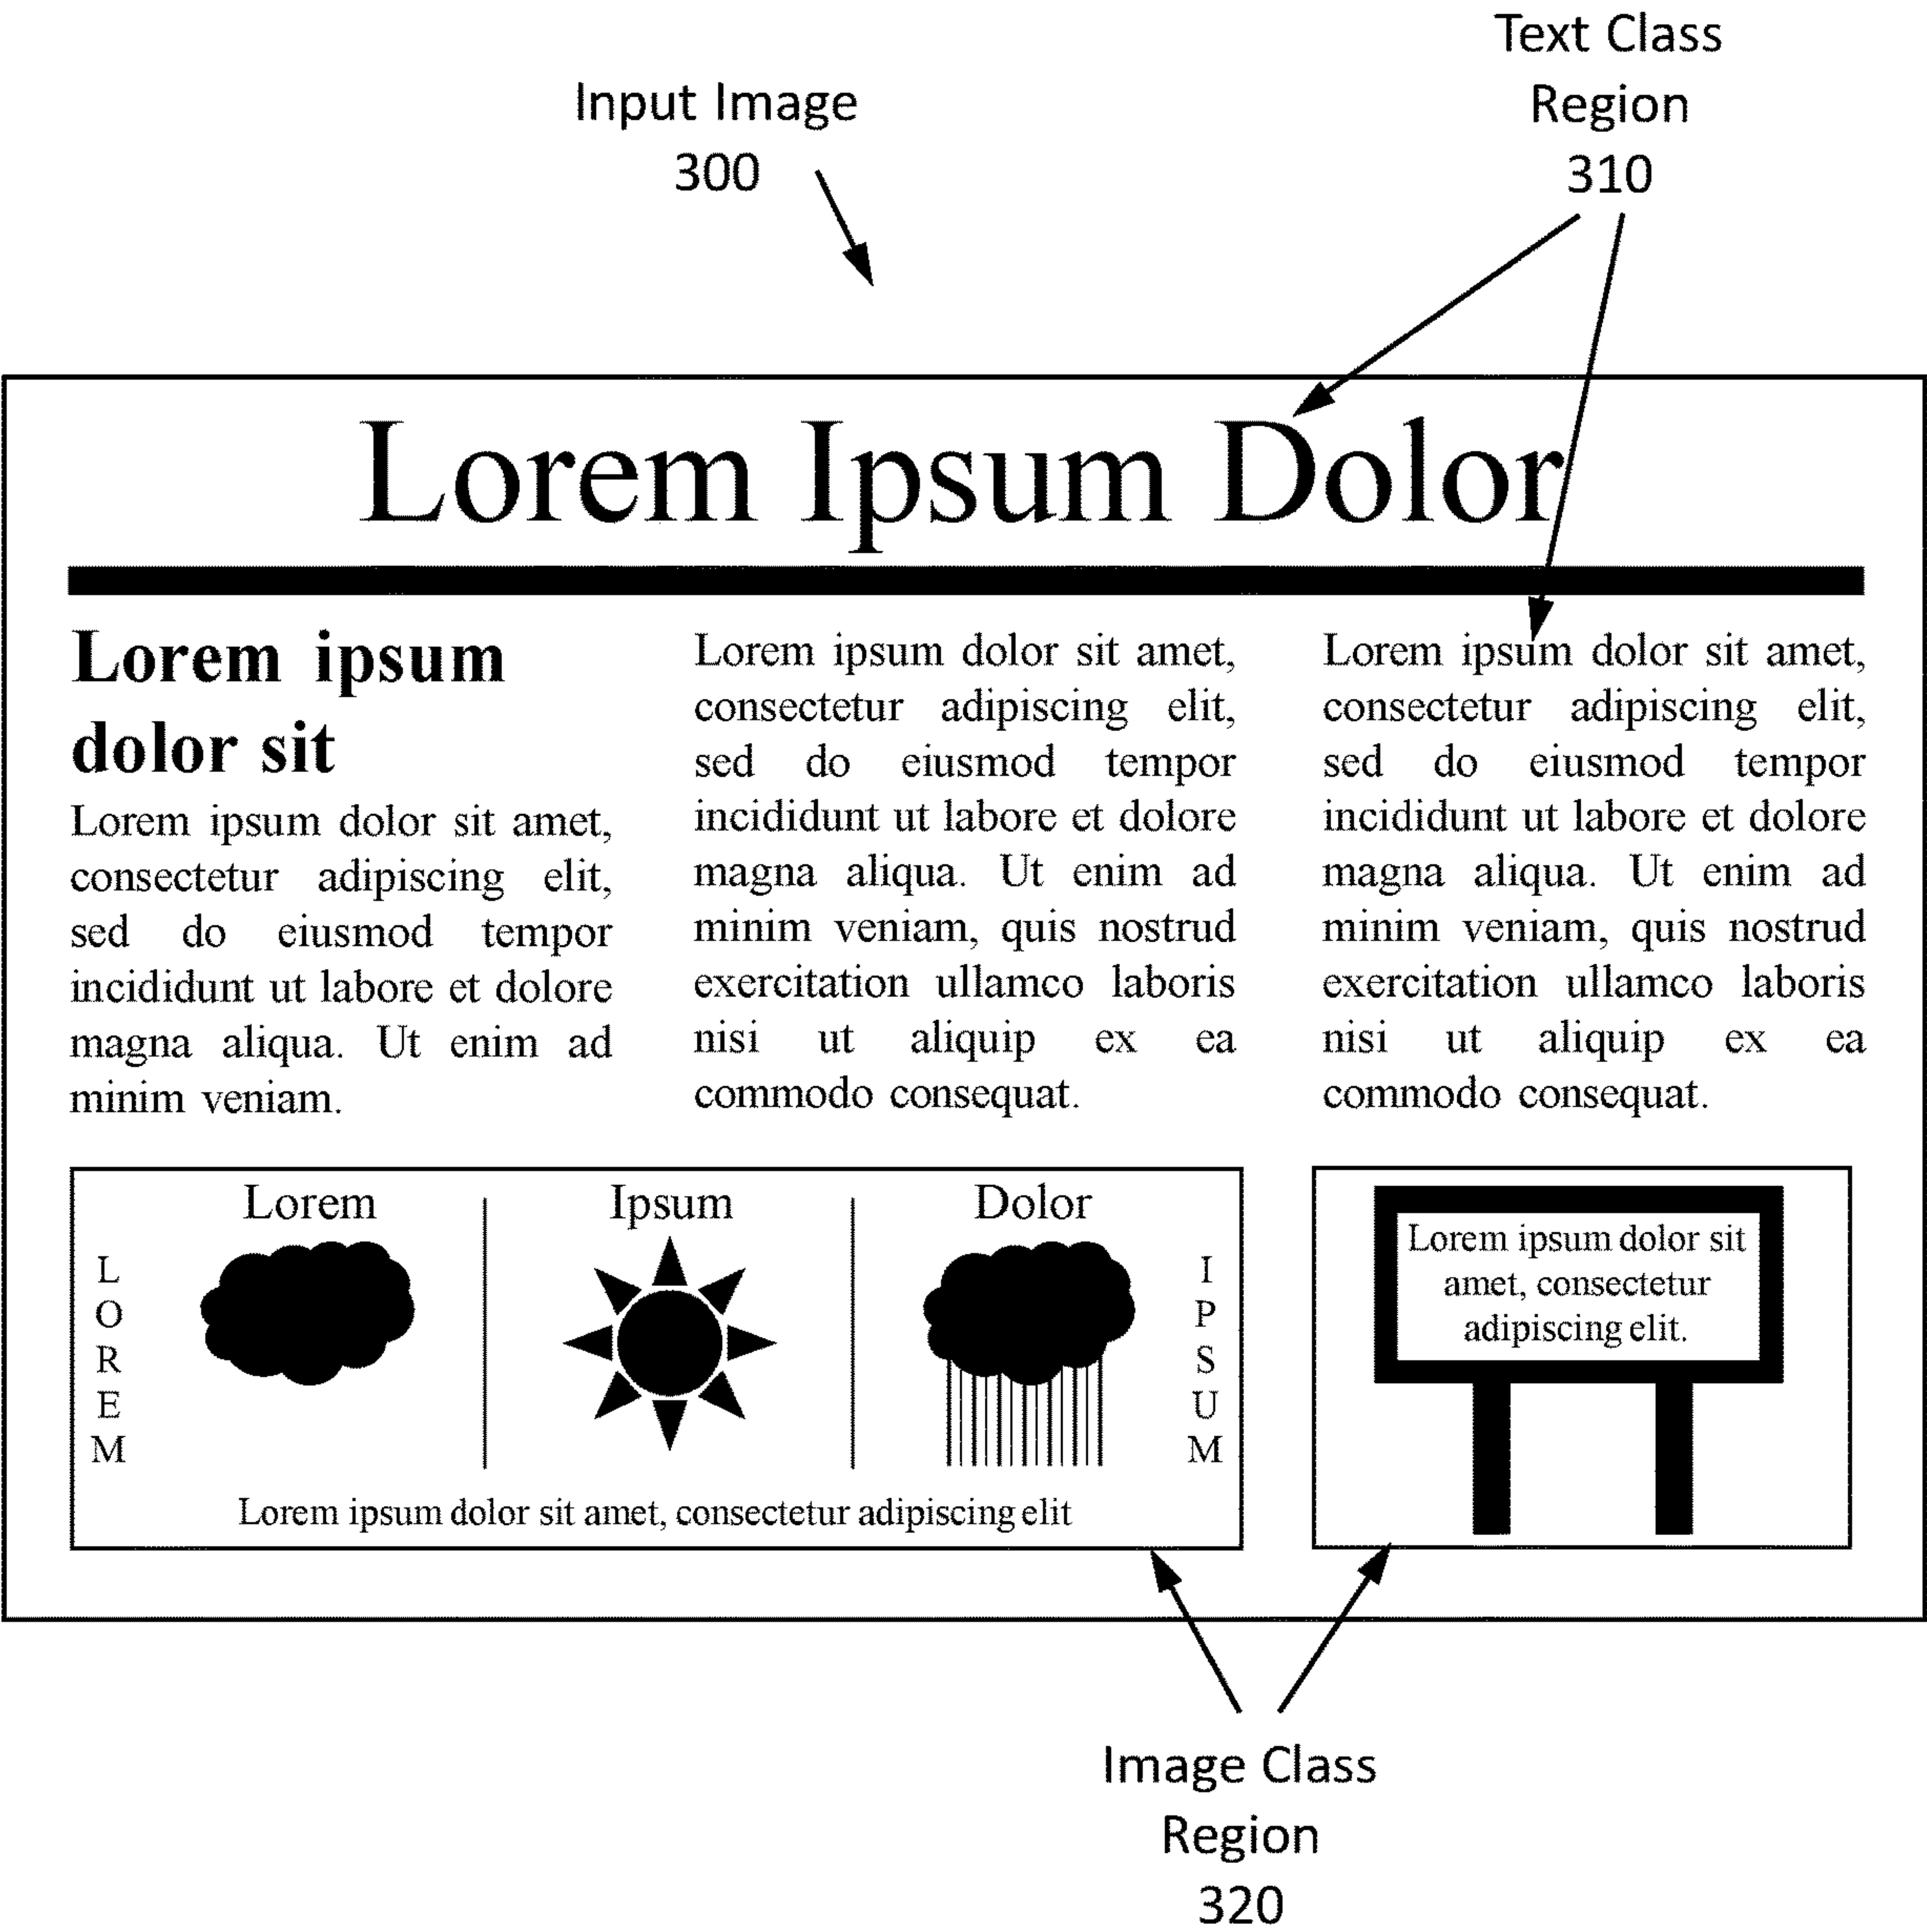 Text Class
Region
310
Input Image
300
Lorem Ipsum Dolor
Lorem ipsum
dolor sit
Lorem ipsum dolor sit amet,
consectetur adipiscing elit,
sed do eiusmod tempor
incididunt ut labore et dolore
magna aliqua. Ut enim ad
minim veniam.
Lorem ipsum dolor sit amet,
consectetur adipiscing elit,
sed do eiusmod tempor
incididunt ut labore et dolore
magna aliqua. Ut enim ad
minim veniam, quis nostrud
exercitation ullamco laboris
nisi ut aliquip ex ea
commodo consequat.
Lorem ipsum dolor sit amet,
consectetur adipiscing elit,
sed do eiusmod tempor
incididunt ut labore et dolore
magna aliqua. Ut enim ad
minim veniam, quis nostrud
exercitation ullamco laboris
nisi ut aliquip ex ea
commodo consequat.
LOREM
Lorem
Ipsum
Dolor
IPSUM
Lorem ipsum dolor sit amet, consectetur adipiscing elit
Lorem ipsum dolor sit
amet, consectetur
adipiscing elit.
Image Class
Region
320